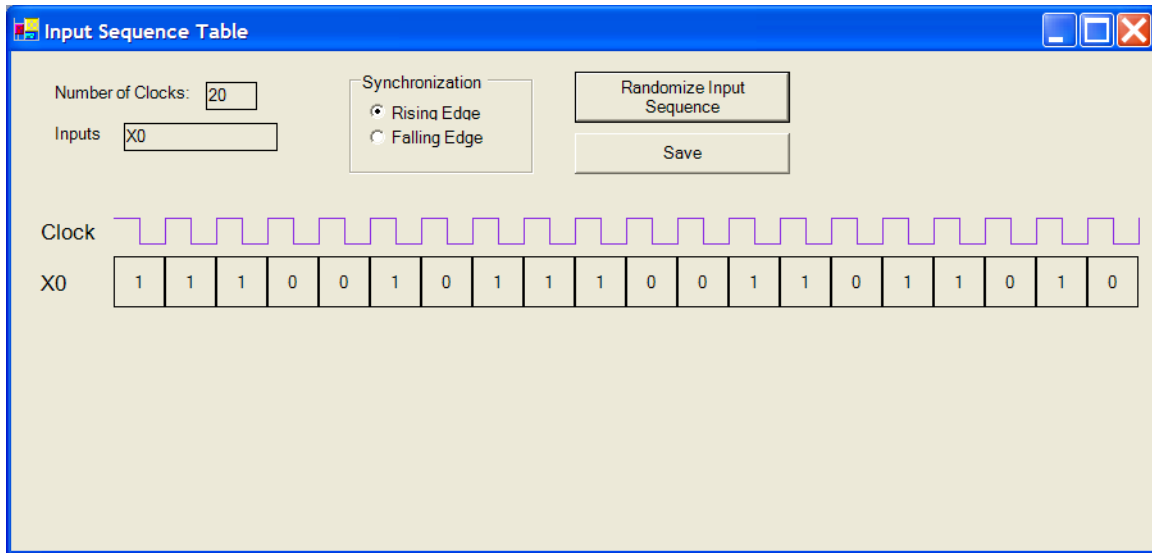 Input Sequence Table
Number of Clocks: 20
Inputs X0
Synchronization
Rising Edge
Falling Edge
Randomize Input
Sequence
Save
Clock
X0 1 1 1 0 0 1 0 1 1 1 0 0 1 1 0 1 1 0 1 0